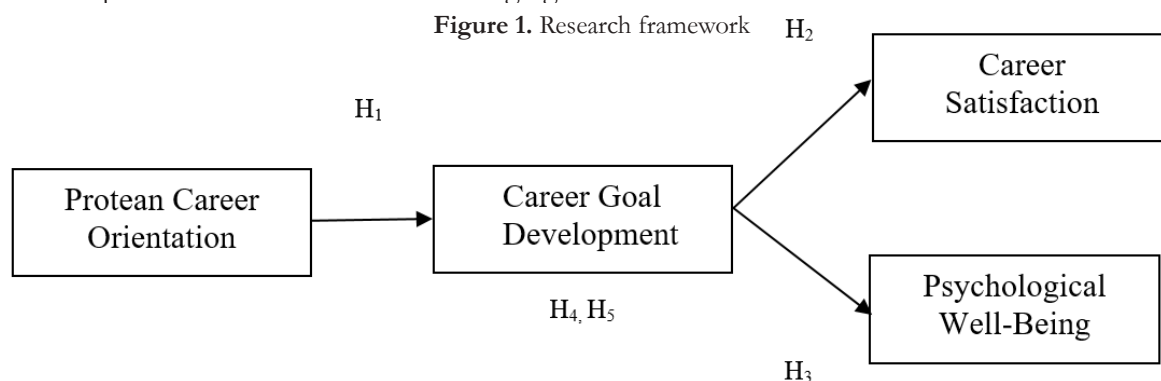 Figure 1. Research framework
H2
Career
Satisfaction
H1
Protean Career
Orientation
Career Goal
Development
H4, H5
Psychological
Well-Being
H3